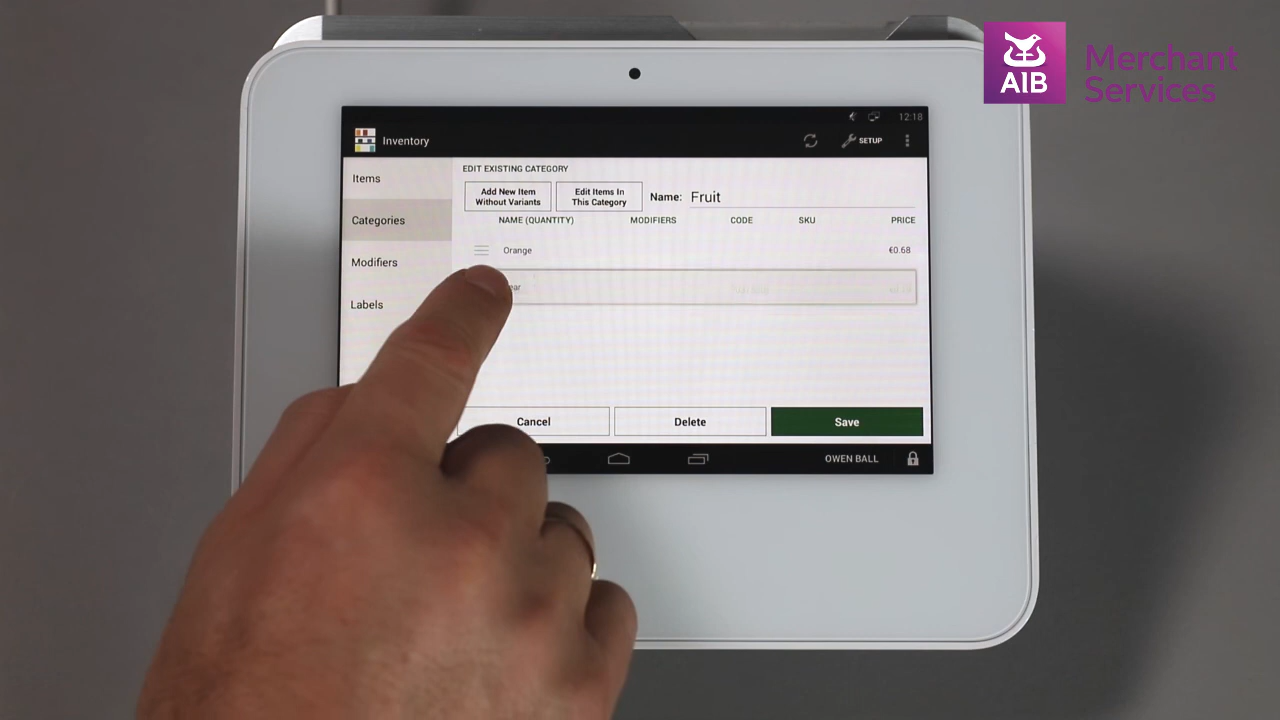 AIB
Merchant
Services
12:18
Inventory
SETUP
Items
Categories
Modifiers
Labels
EDIT EXISTING CATEGORY
Add New Item
Without Variants
Edit Items In
This Category
Name: Fruit
NAME (QUANTITY) MODIFIERS CODE SKU PRICE
Orange €0.68
Cancel Delete Save
OWEN BALL